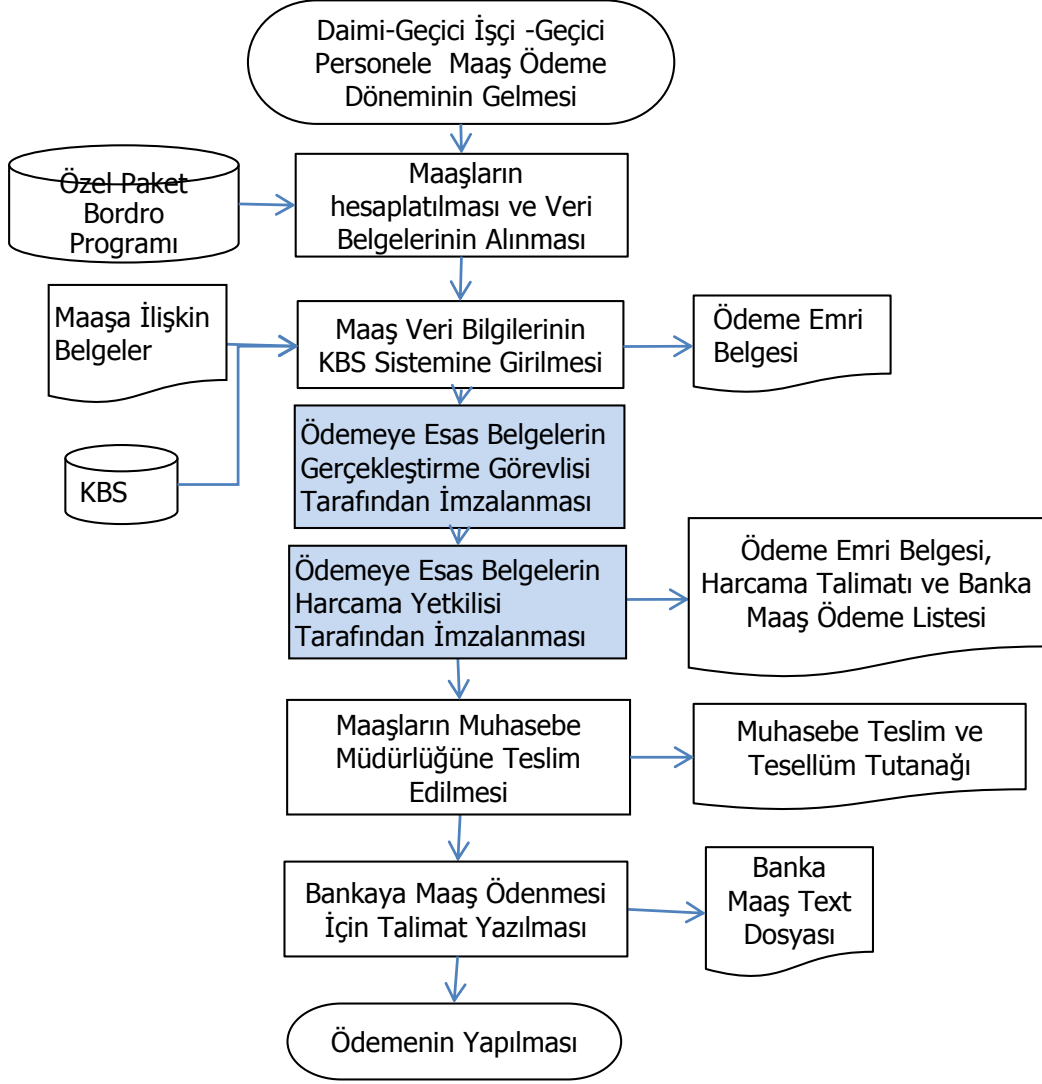 Daimi-Geçici İşçi -Geçici
Personele Maaş Ödeme
Döneminin Gelmesi
Özel Paket
Bordro
Programı
Maaşların
hesaplatılması ve Veri
Belgelerinin Alınması
Maaşa İlişkin
Belgeler
Maaş Veri Bilgilerinin
KBS Sistemine Girilmesi
Ödeme Emri
Belgesi
KBS
Ödemeye Esas Belgelerin
Gerçekleştirme Görevlisi
Tarafından İmzalanması
Ödemeye Esas Belgelerin
Harcama Yetkilisi
Tarafından İmzalanması
Ödeme Emri Belgesi,
Harcama Talimatı ve Banka
Maaş Ödeme Listesi
Maaşların Muhasebe
Müdürlüğüne Teslim
Edilmesi
Muhasebe Teslim ve
Tesellüm Tutanağı
Bankaya Maaş Ödenmesi
İçin Talimat Yazılması
Banka
Maaş Text
Dosyası
Ödemenin Yapılması